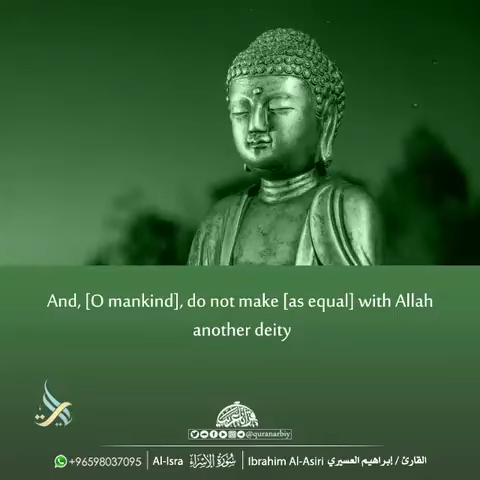 And, [O mankind], do not make [as equal] with Allah
another deity
@quranarbiy
+96598037095 | Al-Isra سُورَةُ الإِسْرَاءِ | Ibrahim Al-Asiri القارئ / إبراهيم العسيري